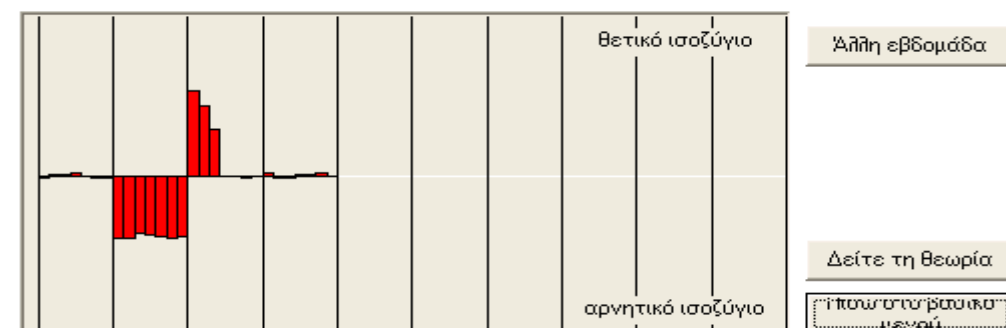 θετικό ισοζύγιο
Άλλη εβδομάδα
Δείτε τη θεωρία
αρνητικό ισοζύγιο